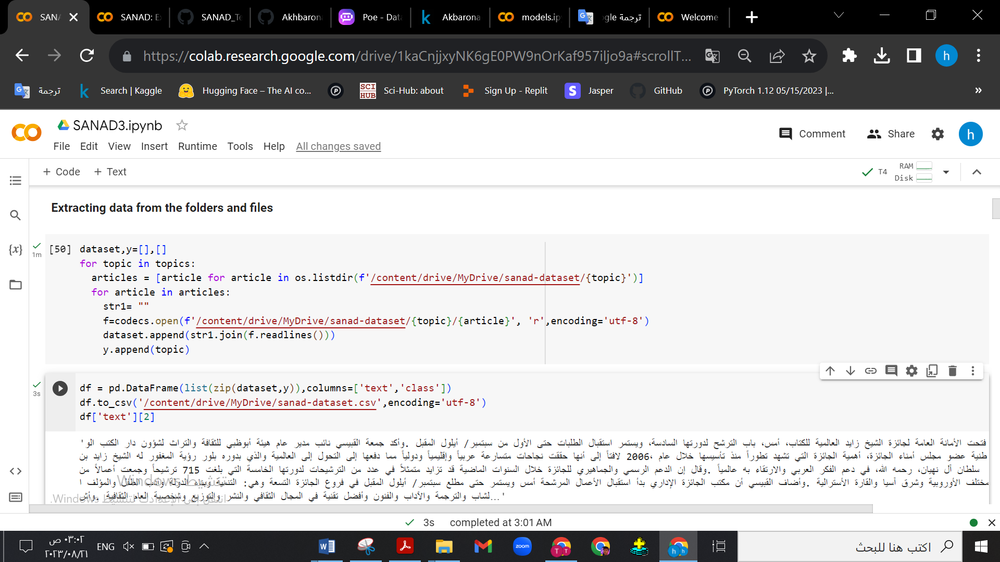 SANA
SANAD: E
SANAD_Te
Akhbarona
Poe - Data
Akbarona
models.ip
ترجمة gle
Welcome
https://colab.research.google.com/drive/1kaCnjjxyNK6gE0PW9nOrKaf957iljo9a#scrollT...
h
ترجمة
Search | Kaggle
Hugging Face – The AI co...
SCI HUB
Sci-Hub: about
Sign Up - Replit
S
Jasper
GitHub
PyTorch 1.12 05/15/2023 |...
»
SANAD3.ipynb
Comment
Share
h
File Edit View Insert Runtime Tools Help All changes saved
+ Code + Text
T4
RAM
Disk
Extracting data from the folders and files
1m
[50] dataset,y=[],[]
for topic in topics:
articles = [article for article in os.listdir(f'/content/drive/MyDrive/sanad-dataset/{topic}')]
for article in articles:
str1= ""
f=codecs.open(f'/content/drive/MyDrive/sanad-dataset/{topic}/{article}', 'r',encoding='utf-8')
dataset.append(str1.join(f.readlines()))
y.append(topic)
3s
df = pd.DataFrame(list(zip(dataset,y)),columns=['text','class'])
df.to_csv('/content/drive/MyDrive/sanad-dataset.csv',encoding='utf-8')
df['text'][2]
فتحت الأمانة العامة لجائزة الشيخ زايد العالمية للكتاب، أمس، باب الترشح لدورتها السادسة، ويستمر استقبال الطلبات حتى الأول من سبتمبر/ أيلول المقبل .وأكد جمعة القبيسي نائب مدير عام هيئة أبوظبي للثقافة والتراث لشؤون دار الكتب الو'
طنية عضو مجلس أمناء الجائزة، أهمية الجائزة التي تشهد تطوراً منذ تأسيسها خلال عام 2006، لافتاً إلى أنها حققت نجاحات متسارعة عربياً وإقليمياً ودولياً مما دفعها إلى التحول إلى العالمية والذي بدوره بلور رؤية المغفور له الشيخ زايد بن
سلطان آل نهيان، رحمه الله، في دعم الفكر العربي والارتقاء به عالمياً .وقال إن الدعم الرسمي والجماهيري للجائزة خلال السنوات الماضية قد تزايد متمثلاً في عدد من الترشيحات لدورتها الخامسة التي بلغت 715 ترشيحاً وجمعت أعمالاً من
مختلف الأوروبية وشرق آسيا والقارة الأسترالية .وأضاف القبيسي أن مكتب الجائزة الإداري بدأ استقبال الأعمال المرشحة أمس ويستمر حتى مطلع سبتمبر/ أيلول المقبل في فروع الجائزة التسعة وهي: التنمية وبناء الدولة وأدب الطفل والمؤلف ا
لشاب والترجمة والآداب والفنون وأفضل تقنية في المجال الثقافي والنشر والتوزيع وشخصية العام الثقافية .وأش...'
تنشيط Windows
انتقل إلى الإعدادات لتنشيط Windows.
3s completed at 3:01 AM
٠٣:٠٢ ص
٢٠٢٣/٠٨/٢١
ENG
zoom
اكتب هنا للبحث